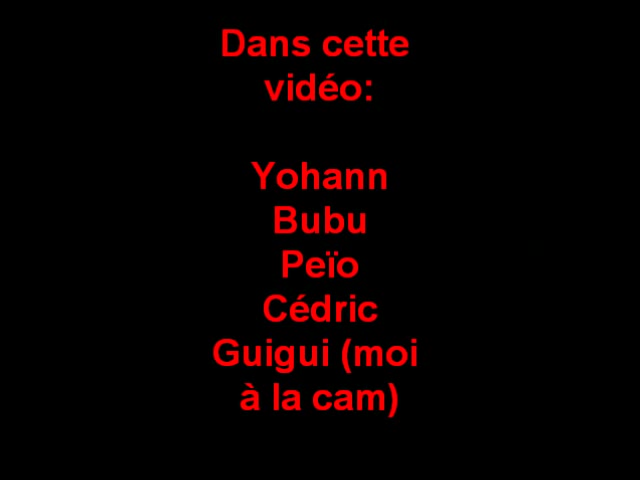 Dans cette
vidéo:
Yohann
Bubu
Peïo
Cédric
Guigui (moi
à la cam)